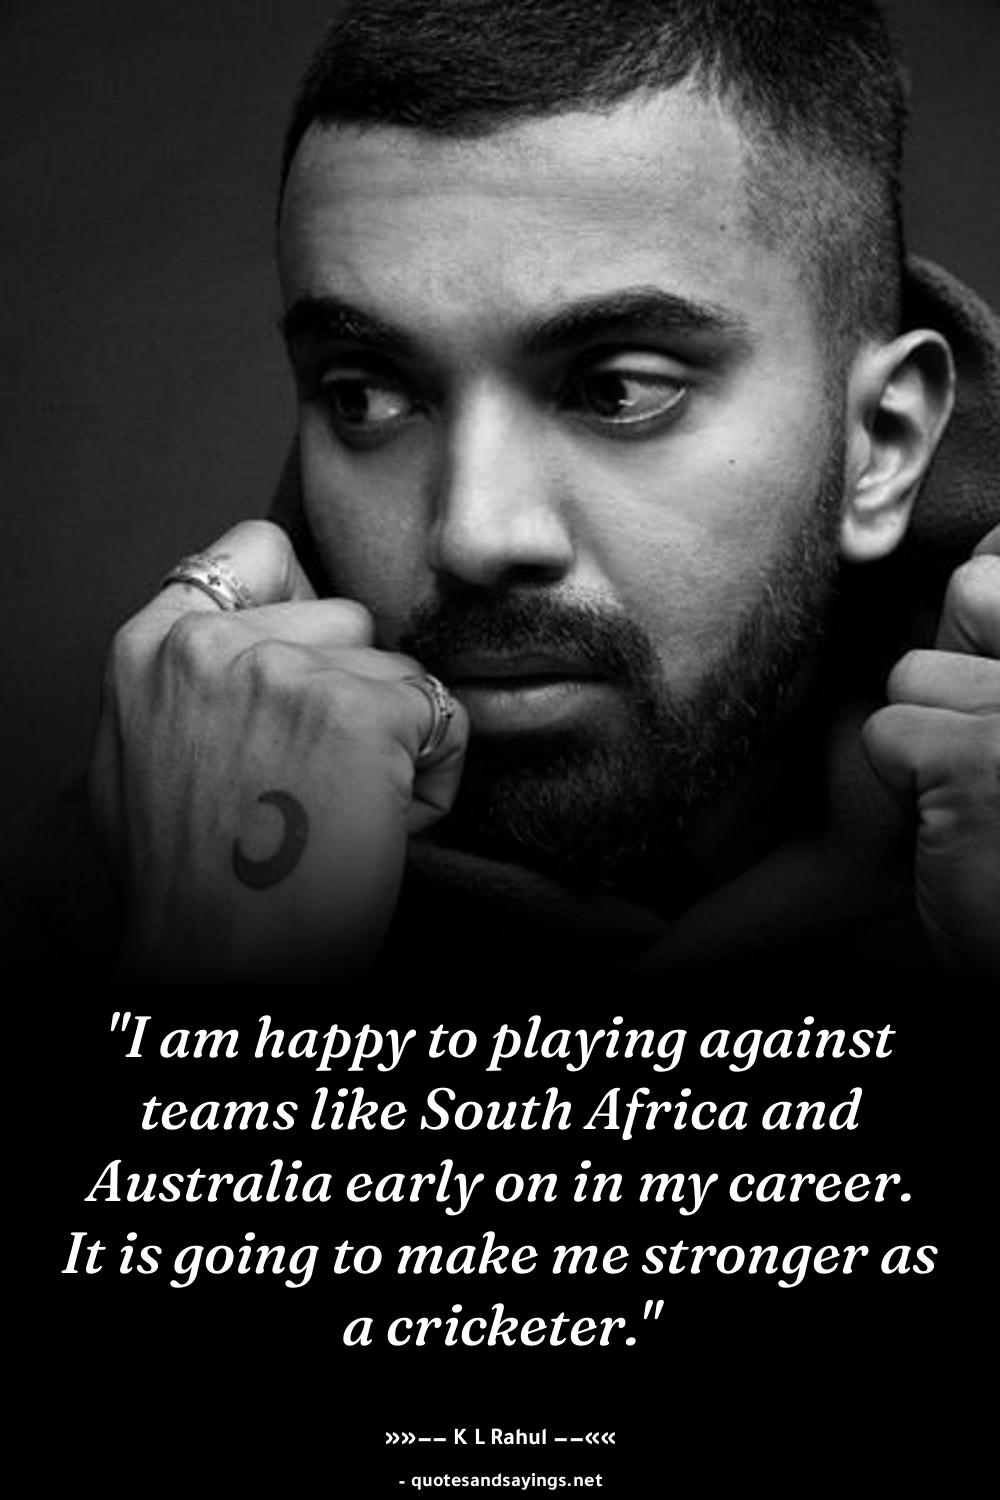 "I am happy to playing against
teams like South Africa and
Australia early on in my career.
It is going to make me stronger as
a cricketer."
»»−− K L Rahul −−««
- quotesandsayings.net